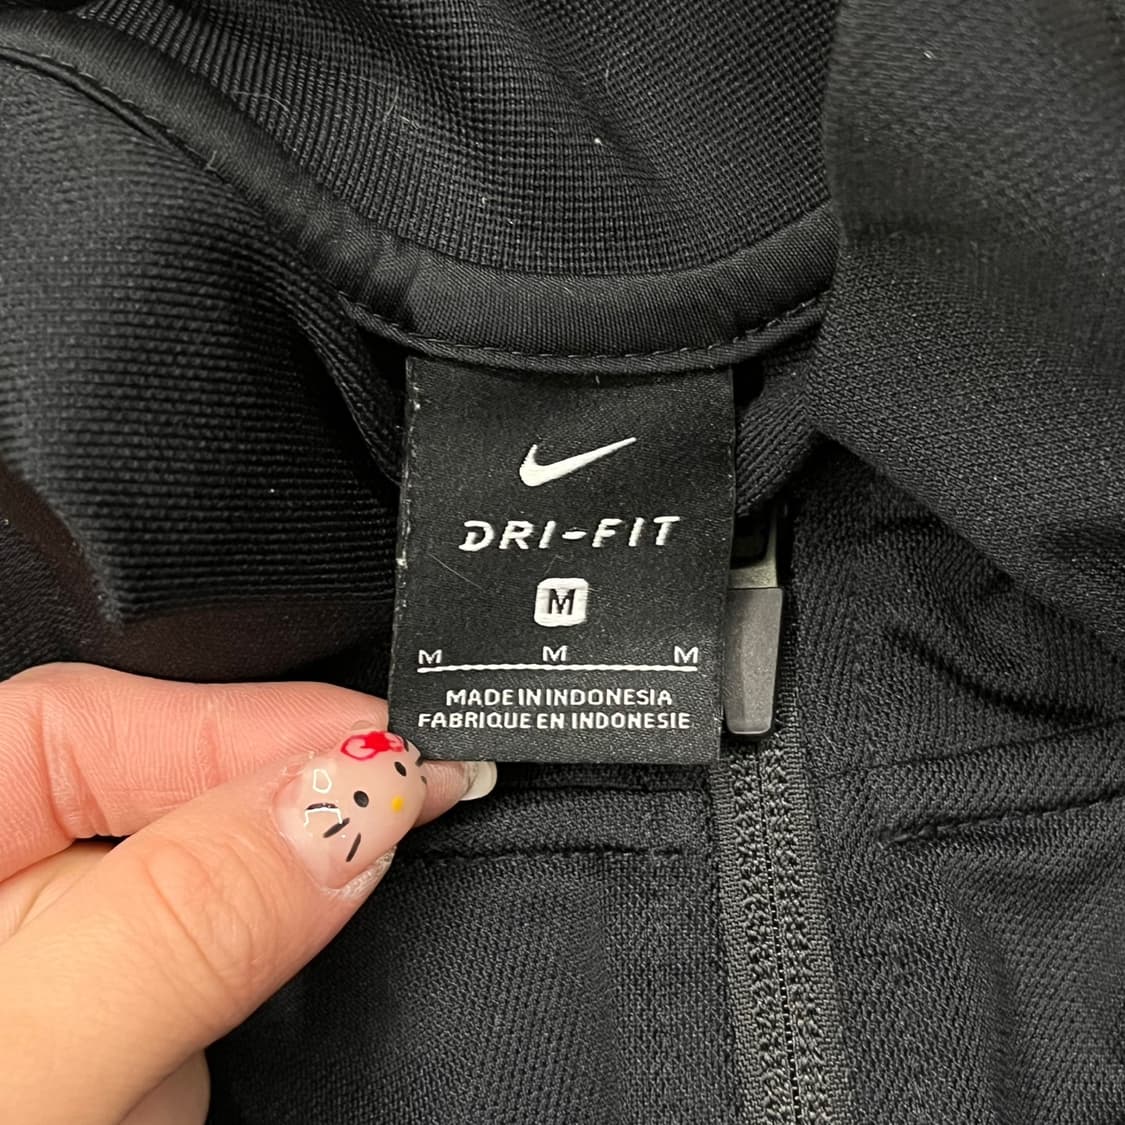 DRI-FIT
M
M M M
MADE IN INDONESIA
FABRIQUE EN INDONESIE